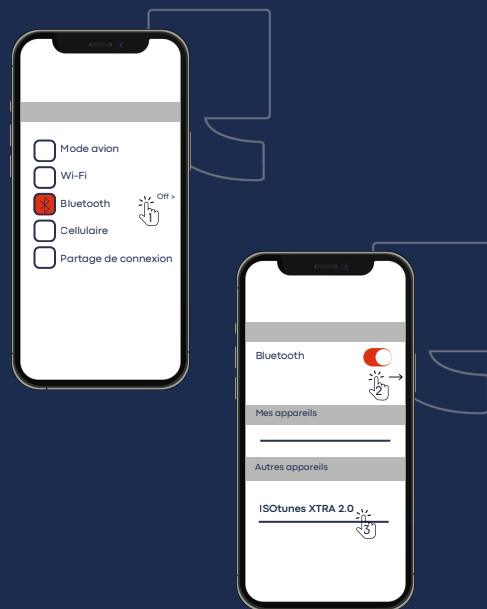 Mode avion
Wi-Fi
Bluetooth
Off >
1
Cellulaire
Partage de connexion
Bluetooth
2
Mes appareils
Autres appareils
ISOtunes XTRA 2.0
3